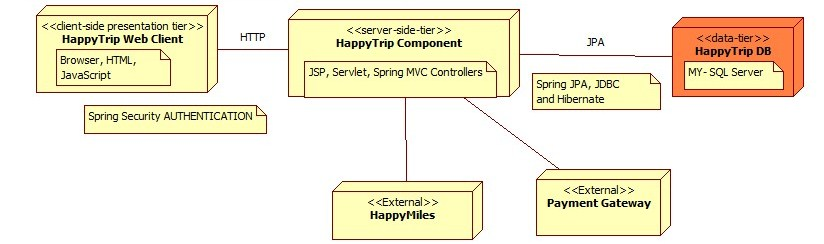 <<client-side presentation tier>>
HappyTrip Web Client
Browser, HTML,
JavaScript
HTTP
<<server-side-tier>>
HappyTrip Component
JSP, Servlet, Spring MVC Controllers
JPA
<<data-tier>>
HappyTrip DB
MY- SQL Server
Spring Security AUTHENTICATION
Spring JPA, JDBC
and Hibernate
<<External>>
HappyMiles
<<External>>
Payment Gateway